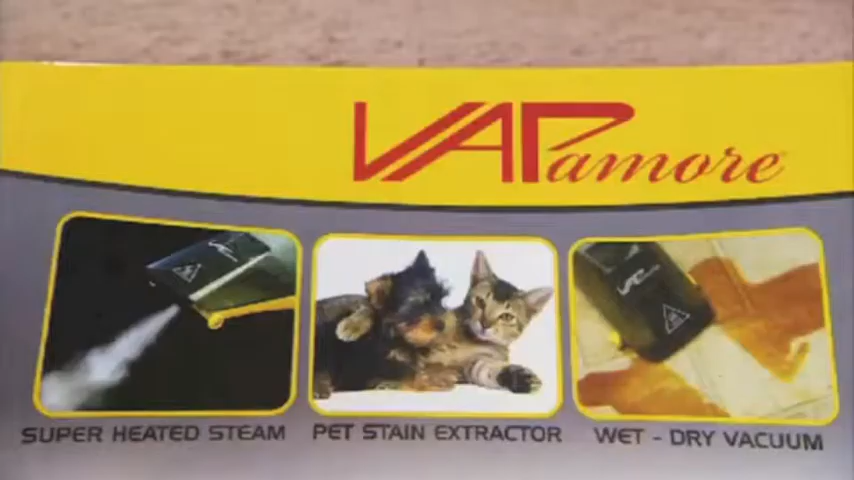 VAPamore
SUPER HEATED STEAM
PET STAIN EXTRACTOR
WET - DRY VACUUM